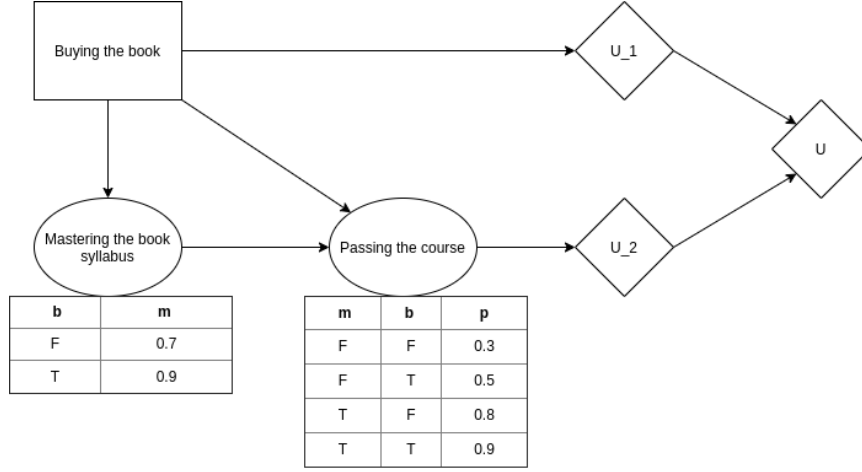 Buying the book
U_1
U
Mastering the book
syllabus
Passing the course
U_2
b m
F 0.7
T 0.9
m b p
F F 0.3
F T 0.5
T F 0.8
T T 0.9